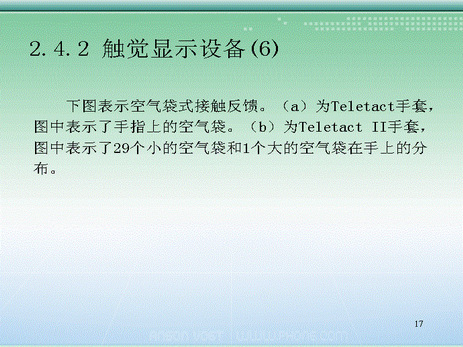 2.4.2 触觉显示设备(6)
下图表示空气袋式接触反馈。（a）为Teletact手套，
图中表示了手指上的空气袋。（b）为Teletact II手套，
图中表示了29个小的空气袋和1个大的空气袋在手上的分
布。
17